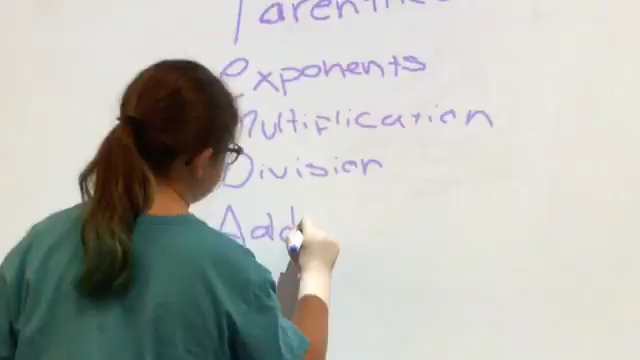 Parenthes
Exponents
Multiplication
Division
Add